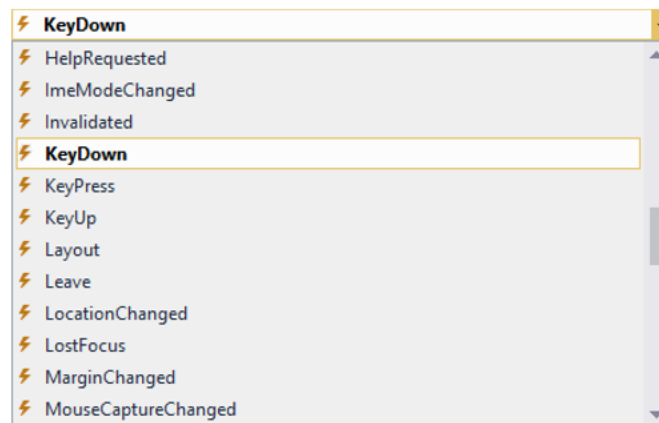 KeyDown
HelpRequested
ImeModeChanged
Invalidated
KeyDown
KeyPress
KeyUp
Layout
Leave
LocationChanged
LostFocus
MarginChanged
MouseCaptureChanged